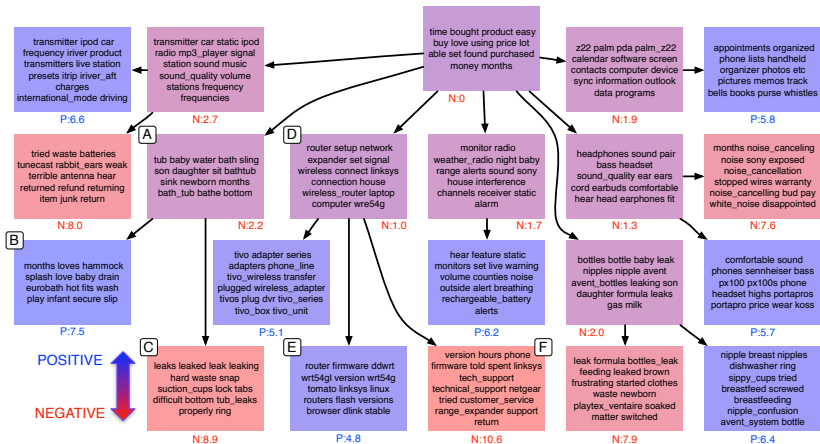 transmitter ipod car
frequency iriver product
transmitters live station
presets itrip iriver_aft
charges
international_mode driving
P:6.6
transmitter car static ipod
radio mp3_player signal
station sound music
sound_quality volume
stations frequency
frequencies
N:2.7
time bought product easy
buy love using price lot
able set found purchased
money months
N:0
z22 palm pda palm_z22
calendar software screen
contacts computer device
sync information outlook
data programs
N:1.9
appointments organized
phone lists handheld
organizer photos etc
pictures memos track
bells books purse whistles
P:5.8
tried waste batteries
tunecast rabbit_ears weak
terrible antenna hear
returned refund returning
item junk return
N:8.0
A
tub baby water bath sling
son daughter sit bathtub
sink newborn months
bath_tub bathe bottom
N:2.2
D
router setup network
expander set signal
wireless connect linksys
connection house
wireless_router laptop
computer wre54g
N:1.0
monitor radio
weather_radio night baby
range alerts sound sony
house interference
channels receiver static
alarm
N:1.7
headphones sound pair
bass headset
sound_quality ear ears
cord earbuds comfortable
hear head earphones fit
N:1.3
months noise_canceling
noise sony exposed
noise_cancellation
stopped wires warranty
noise_cancelling bud pay
white_noise disappointed
N:7.6
B
months loves hammock
splash love baby drain
eurobath hot fits wash
play infant secure slip
P:7.5
tivo adapter series
adapters phone_line
tivo_wireless transfer
plugged wireless_adapter
tivos plug dvr tivo_series
tivo_box tivo_unit
P:5.1
hear feature static
monitors set live warning
volume counties noise
outside alert breathing
rechargeable_battery
alerts
P:6.2
bottles bottle baby leak
nipples nipple avent
avent_bottles leaking son
daughter formula leaks
gas milk
N:2.0
comfortable sound
phones sennheiser bass
px100 px100s phone
headset highs portapros
portapro price wear koss
P:5.7
POSITIVE
NEGATIVE
C
leaks leaked leak leaking
hard waste snap
suction_cups lock tabs
difficult bottom tub_leaks
properly ring
N:8.9
E
router firmware ddwrt
wrt54gl version wrt54g
tomato linksys linux
routers flash versions
browser dlink stable
P:4.8
F
version hours phone
firmware told spent linksys
tech_support
technical_support netgear
tried customer_service
range_expander support
return
N:10.6
leak formula bottles_leak
feeding leaked brown
frustrating started clothes
waste newborn
playtex_ventaire soaked
matter switched
N:7.9
nipple breast nipples
dishwasher ring
sippy_cups tried
breastfeed screwed
breastfeeding
nipple_confusion
avent_system bottle
P:6.4